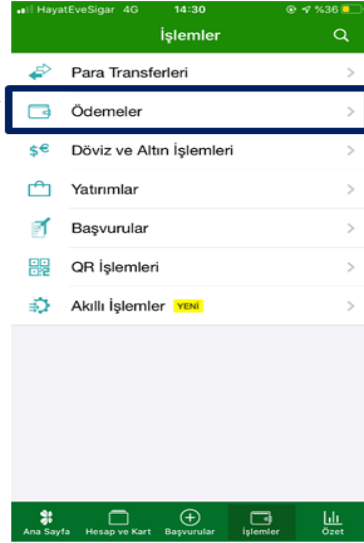 HayatEveSigar 4G 14:30 %36
İşlemler
Para Transferleri
Ödemeler
$€ Döviz ve Altın İşlemleri
Yatırımlar
Başvurular
QR İşlemleri
Akıllı İşlemler YENİ
Ana Sayfa Hesap ve Kart Başvurular İşlemler Özet